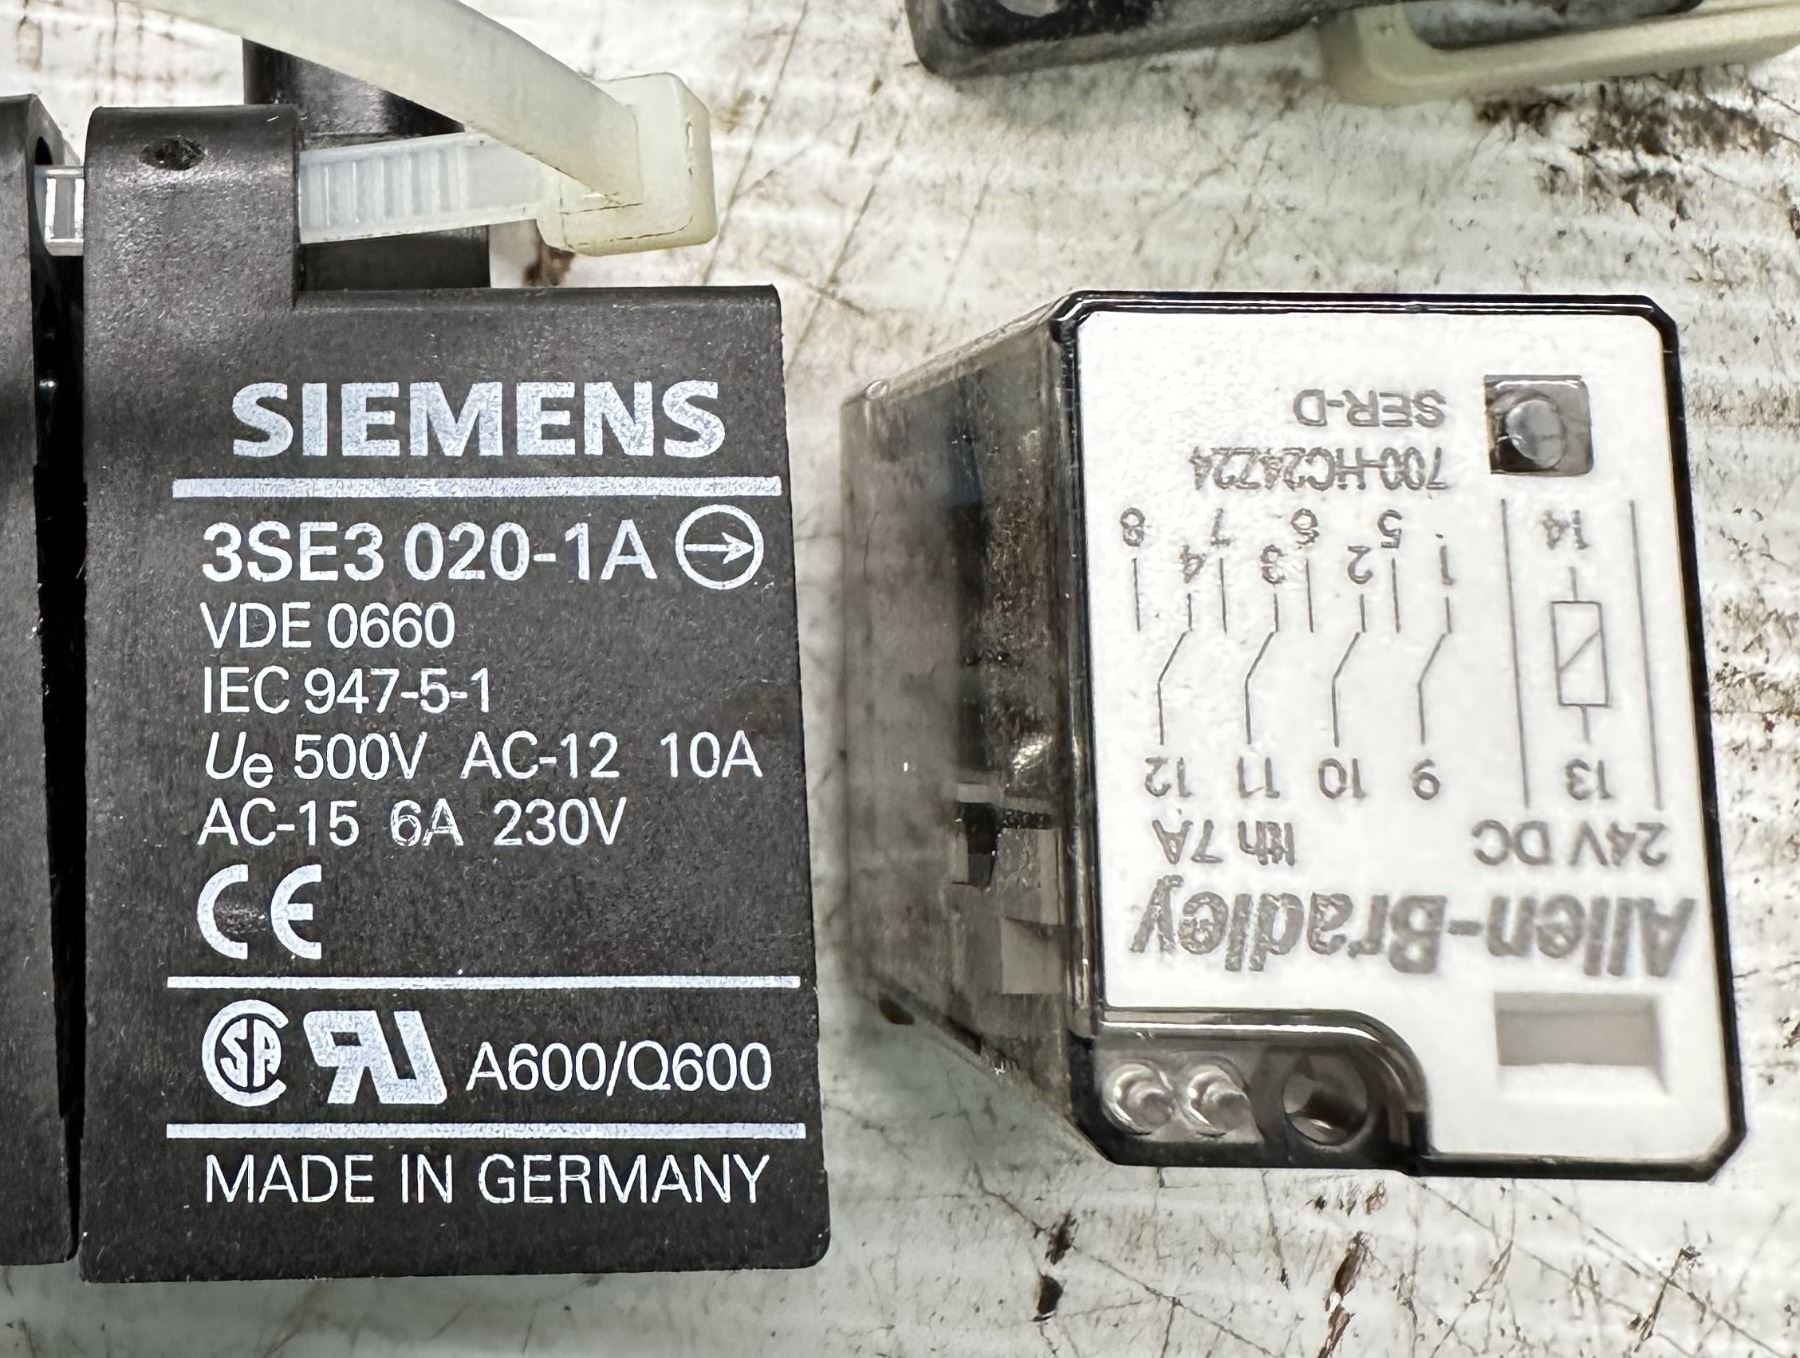 SIEMENS
3SE3 020-1A
VDE 0660
IEC 947-5-1
Ue 500V AC-12 10A
AC-15 6A 230V
CE
CSA RU A600/Q600
MADE IN GERMANY
Allen-Bradley
24V DC Ith 7A
13 9 10 11 12
14 1 2 3 4
5 6 7 8
700-HC24Z24
SER-D